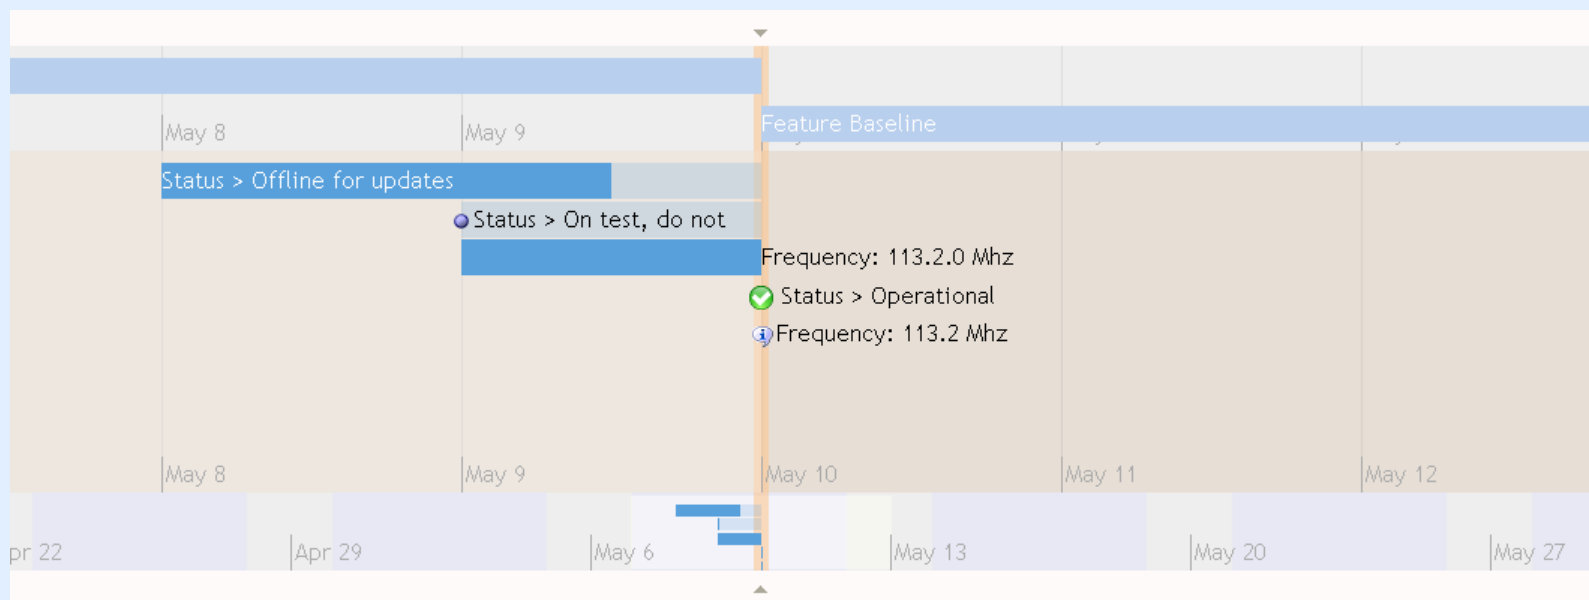 May 8 May 9 Feature Baseline
Status > Offline for updates
Status > On test, do not
Frequency: 113.2.0 Mhz
Status > Operational
Frequency: 113.2 Mhz
May 8 May 9 May 10 May 11 May 12
pr 22 Apr 29 May 6 May 13 May 20 May 27